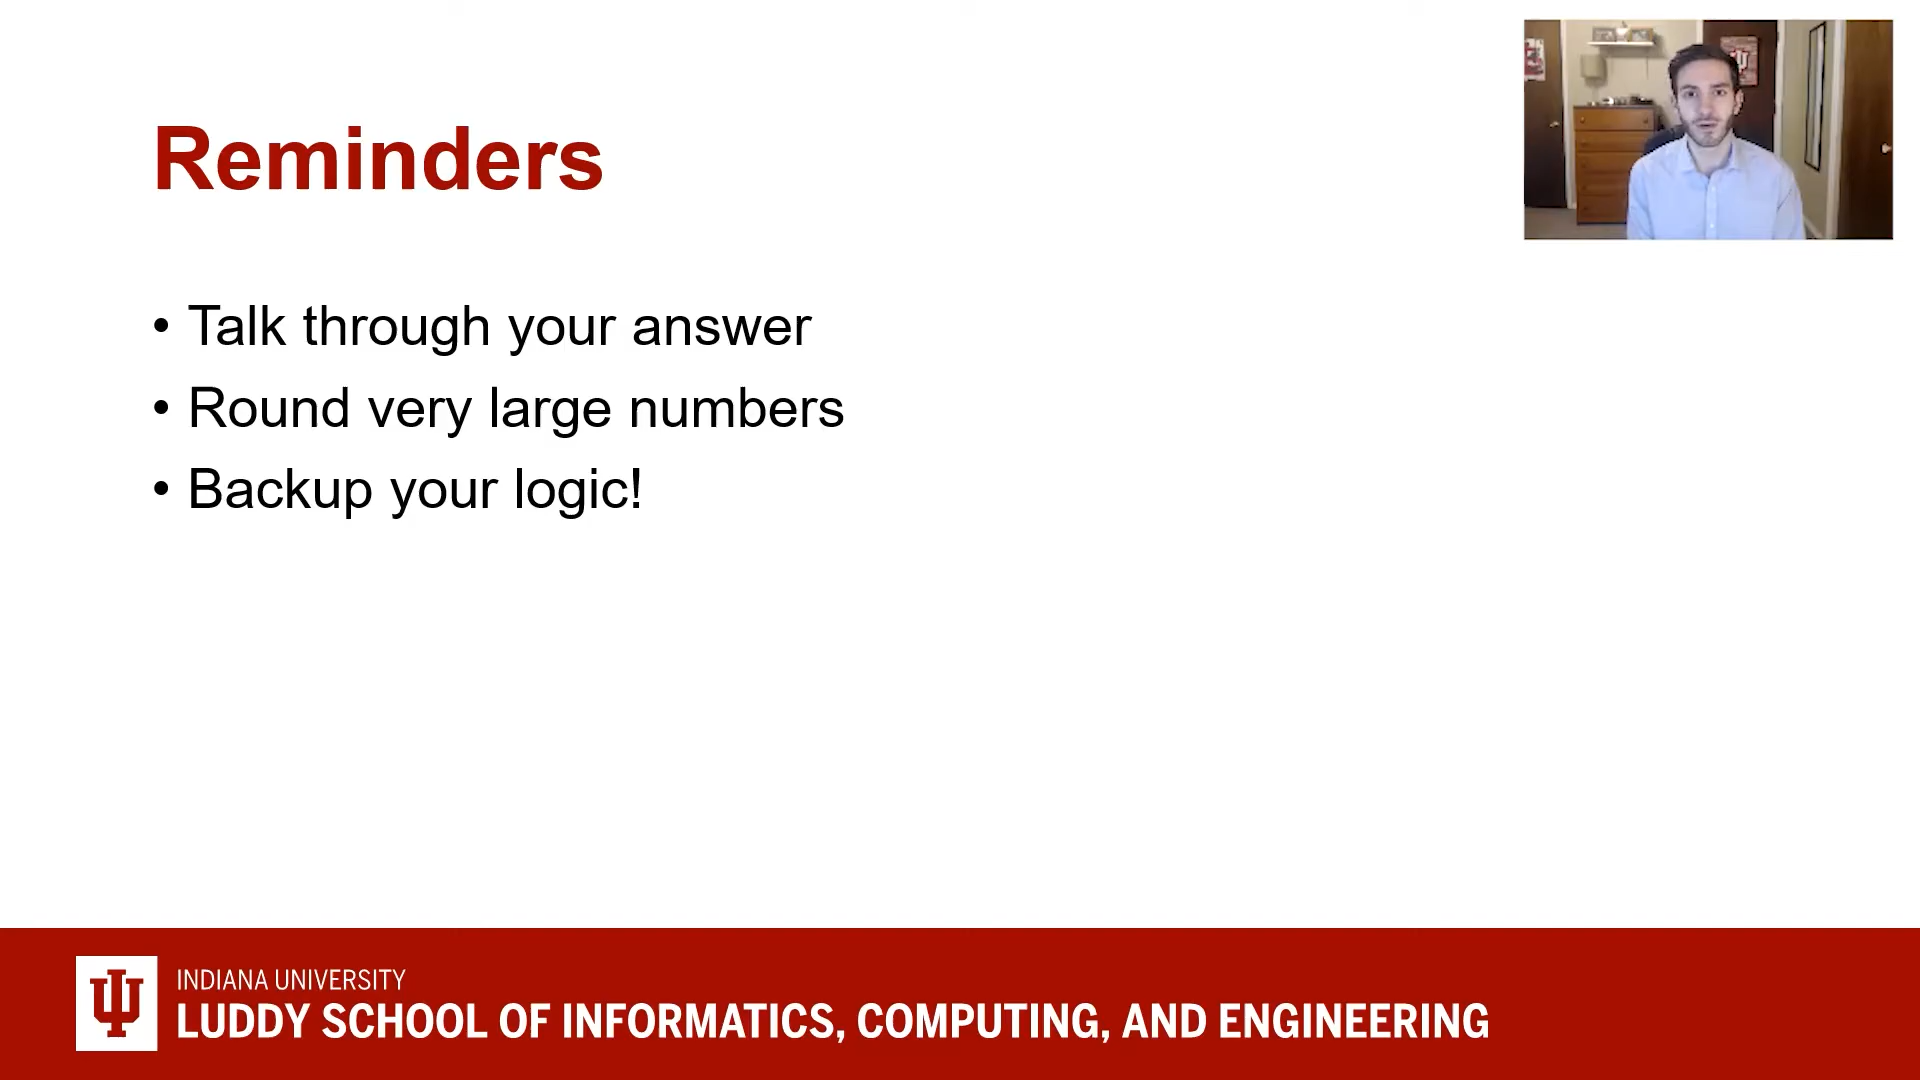 Reminders
• Talk through your answer
• Round very large numbers
• Backup your logic!
INDIANA UNIVERSITY
LUDDY SCHOOL OF INFORMATICS, COMPUTING, AND ENGINEERING